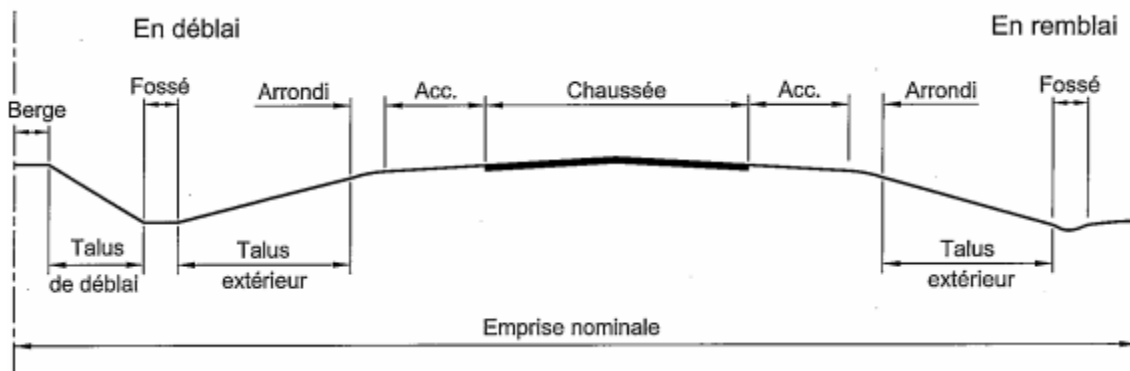 En déblai
En remblai
Fossé
Arrondi
Acc.
Chaussée
Acc.
Arrondi
Fossé
Berge
Talus
de déblai
Talus
extérieur
Talus
extérieur
Emprise nominale